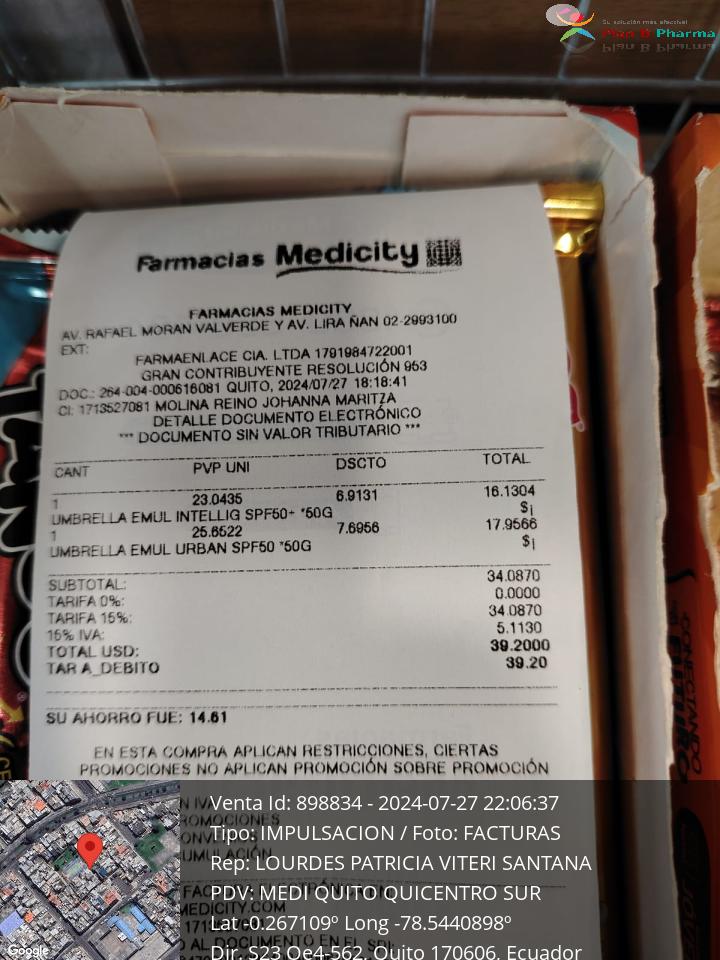 Su solución más efectiva!
Plan B Pharma
Farmacias Medicity
FARMACIAS MEDICITY
AV. RAFAEL MORAN VALVERDE Y AV. LIRA ÑAN 02-2993100
EXT:
FARMAENLACE CIA. LTDA 1791984722001
GRAN CONTRIBUYENTE RESOLUCIÓN 953
DOC.: 264-004-000616081 QUITO, 2024/07/27 18:18:41
CI: 1713527081 MOLINA REINO JOHANNA MARITZA
DETALLE DOCUMENTO ELECTRÓNICO
*** DOCUMENTO SIN VALOR TRIBUTARIO ***
CANT PVP UNI DSCTO TOTAL
1 23.0435 6.9131 16.1304
UMBRELLA EMUL INTELLIG SPF50+ *50G $¡
1 25.6522 7.6956 17.9566
UMBRELLA EMUL URBAN SPF50 *50G $¡
SUBTOTAL: 34.0870
TARIFA 0%: 0.0000
TARIFA 15%: 34.0870
15% IVA: 5.1130
TOTAL USD: 39.2000
TAR A_DEBITO 39.20
SU AHORRO FUE: 14.61
EN ESTA COMPRA APLICAN RESTRICCIONES, CIERTAS
PROMOCIONES NO APLICAN PROMOCIÓN SOBRE PROMOCIÓN
CONECTANDO
FUTURO
Venta Id: 898834 - 2024-07-27 22:06:37
Tipo: IMPULSACION / Foto: FACTURAS
Rep: LOURDES PATRICIA VITERI SANTANA
PDV: MEDI QUITO QUICENTRO SUR
Lat -0.267109º Long -78.5440898º
Dir. S23 Oe4-562, Quito 170606, Ecuador
Google